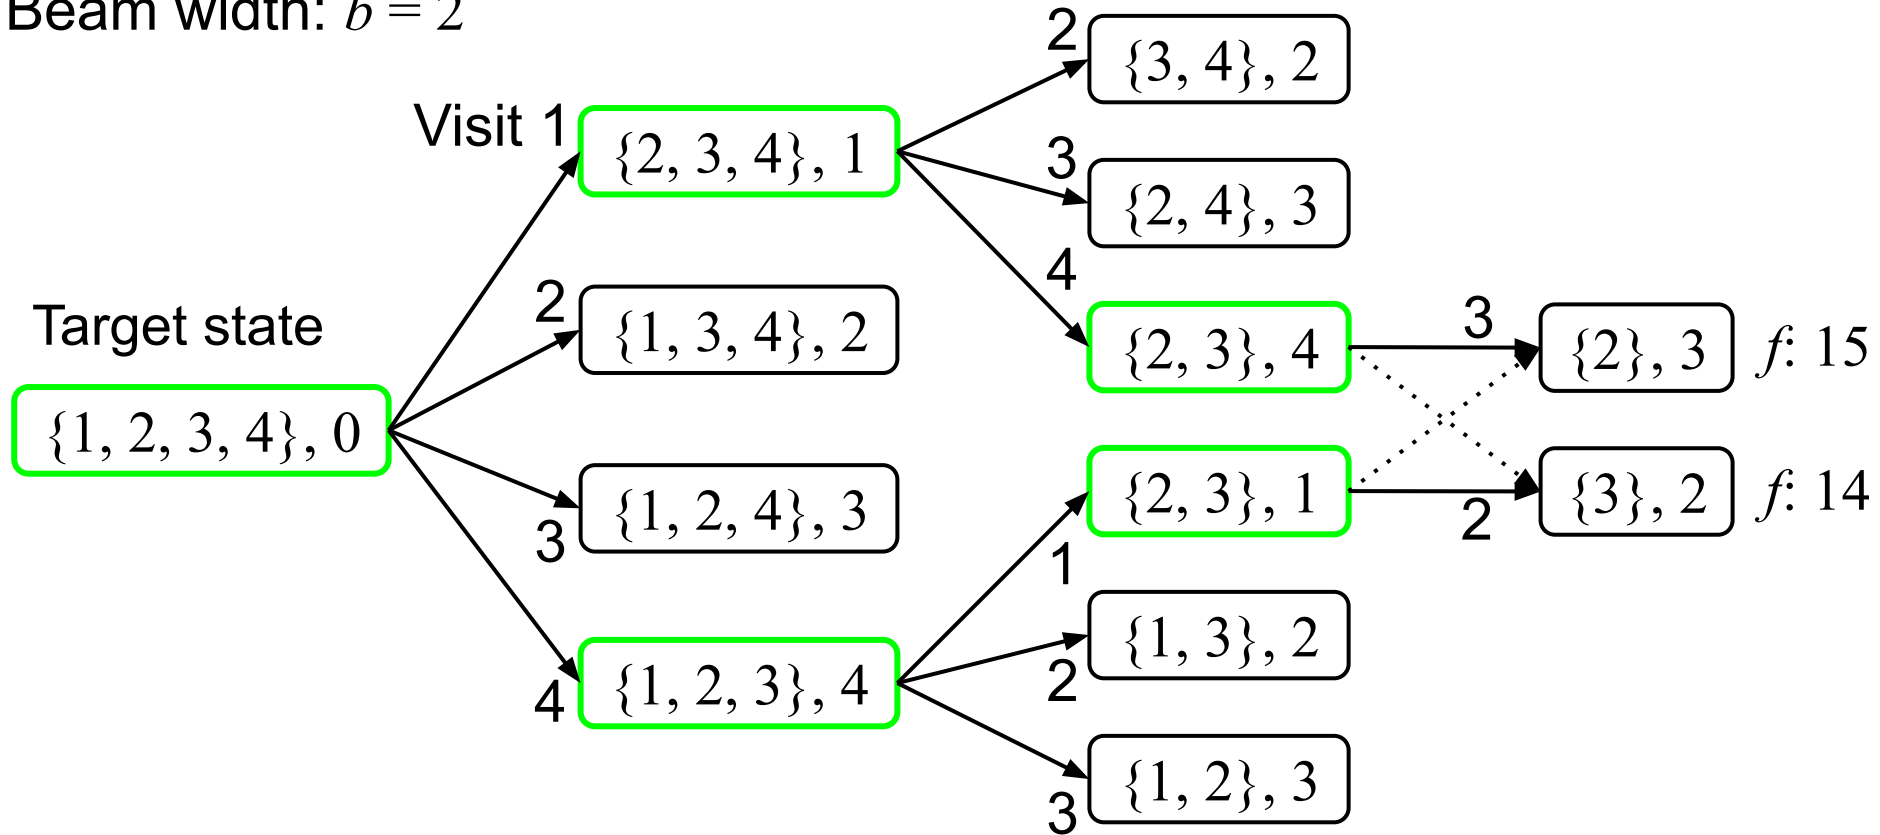 Beam width: b = 2
2
{3, 4}, 2
Visit 1
{2, 3, 4}, 1
3
{2, 4}, 3
4
Target state
2
{1, 3, 4}, 2
{2, 3}, 4
3
{2}, 3
f: 15
{1, 2, 3, 4}, 0
3
{1, 2, 4}, 3
{2, 3}, 1
2
{3}, 2
f: 14
1
{1, 3}, 2
2
4
{1, 2, 3}, 4
{1, 2}, 3
3